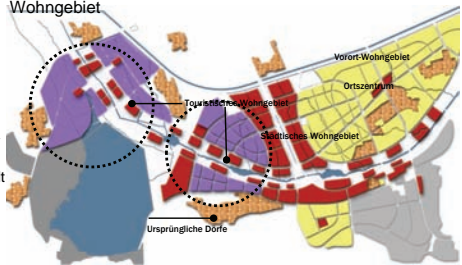 Wohngebiet
Vorort-Wohngebiet
Ortszentrum
Touristisches Wohngebiet
Städtisches Wohngebiet
t
Ursprüngliche Dörfe